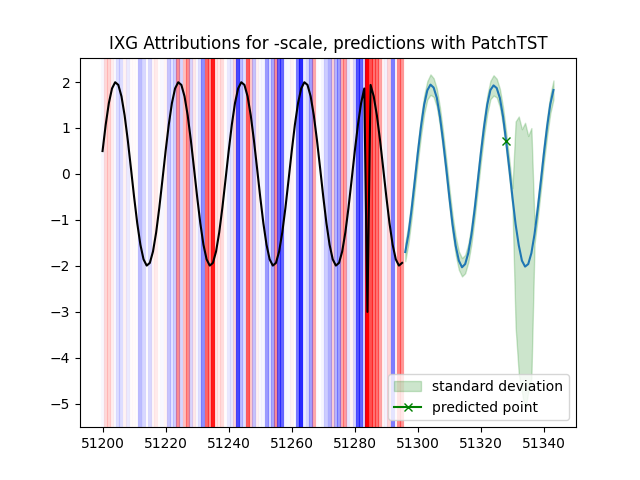 IXG Attributions for -scale, predictions with PatchTST
2
1
0
−1
−2
−3
−4
−5
standard deviation
predicted point
51200 51220 51240 51260 51280 51300 51320 51340